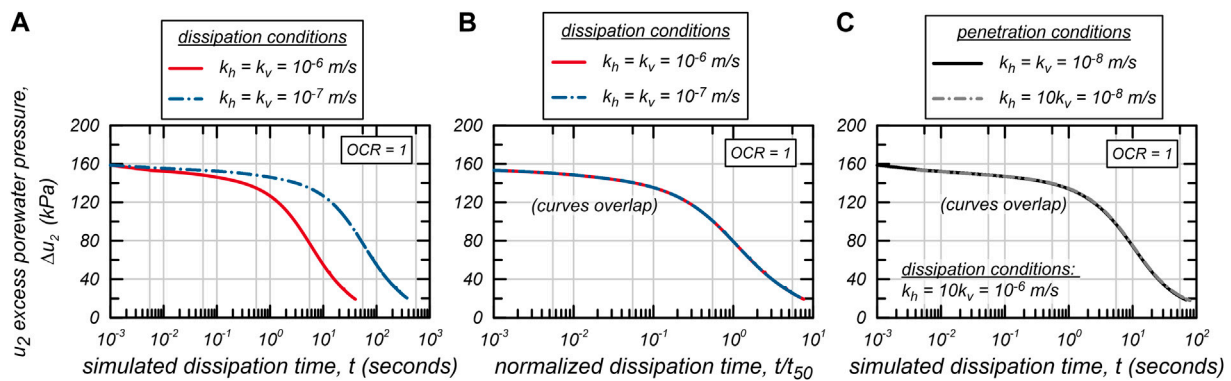 A
dissipation conditions
k_h = k_v = 10^-6 m/s
k_h = k_v = 10^-7 m/s
OCR = 1
u_2 excess porewater pressure,
Δu_2 (kPa)
200
160
120
80
40
0
10^-3 10^-2 10^-1 10^0 10^1 10^2 10^3
simulated dissipation time, t (seconds)
B
dissipation conditions
k_h = k_v = 10^-6 m/s
k_h = k_v = 10^-7 m/s
OCR = 1
(curves overlap)
200
160
120
80
40
0
10^-3 10^-2 10^-1 10^0 10^1
normalized dissipation time, t/t_50
C
penetration conditions
k_h = k_v = 10^-8 m/s
k_h = 10k_v = 10^-8 m/s
OCR = 1
(curves overlap)
dissipation conditions:
k_h = 10k_v = 10^-6 m/s
200
160
120
80
40
0
10^-3 10^-2 10^-1 10^0 10^1 10^2
simulated dissipation time, t (seconds)